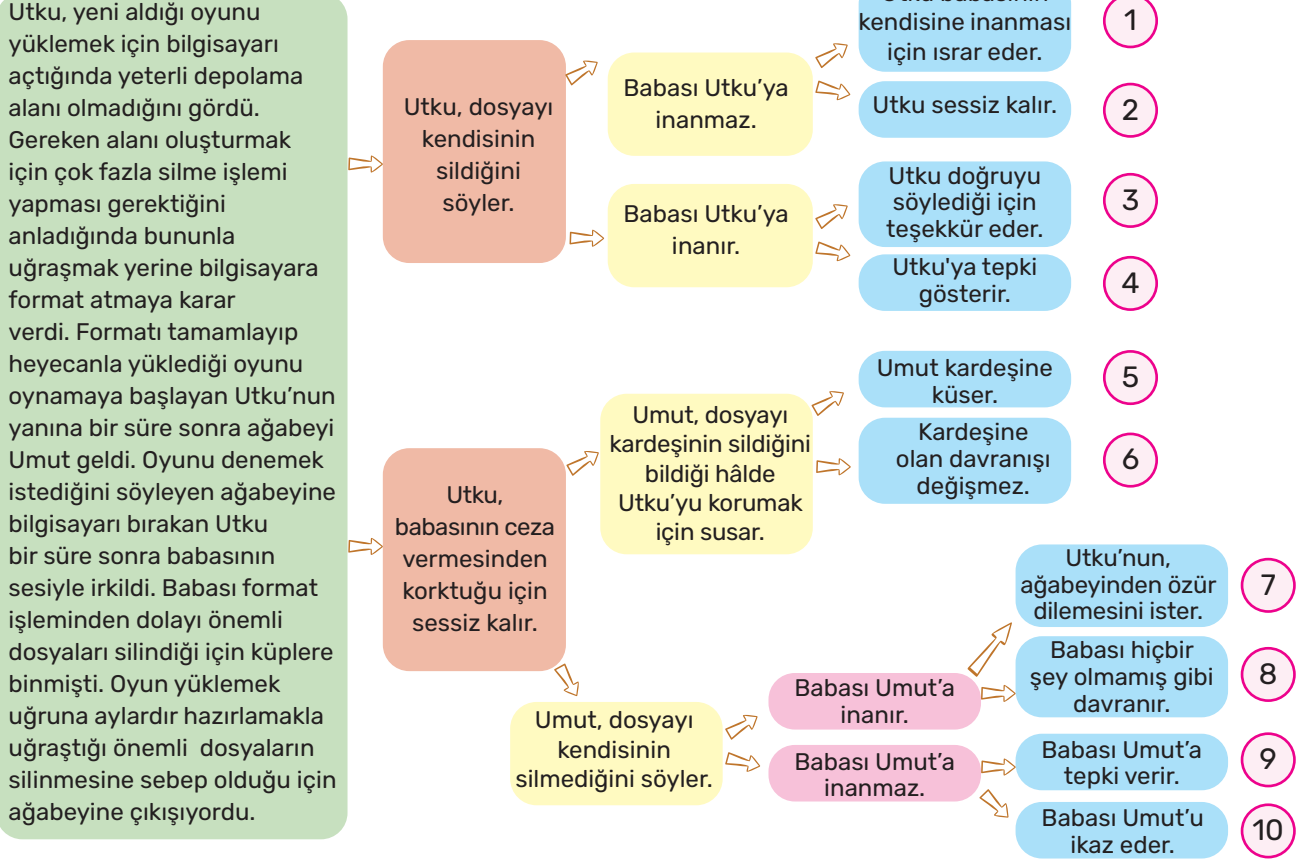 Utku, yeni aldığı oyunu
yüklemek için bilgisayarı
açtığında yeterli depolama
alanı olmadığını gördü.
Gereken alanı oluşturmak
için çok fazla silme işlemi
yapması gerektiğini
anladığında bununla
uğraşmak yerine bilgisayara
format atmaya karar
verdi. Formatı tamamlayıp
heyecanla yüklediği oyunu
oynamaya başlayan Utku’nun
yanına bir süre sonra ağabeyi
Umut geldi. Oyunu denemek
istediğini söyleyen ağabeyine
bilgisayarı bırakan Utku
bir süre sonra babasının
sesiyle irkildi. Babası format
işleminden dolayı önemli
dosyaları silindiği için küplere
binmişti. Oyun yüklemek
uğruna aylardır hazırlamakla
uğraştığı önemli dosyaların
silinmesine sebep olduğu için
ağabeyine çıkışıyordu.
Utku, dosyayı
kendisinin
sildiğini
söyler.
Babası Utku’ya
inanmaz.
Utku babasının
kendisine inanması
için ısrar eder.
1
Utku sessiz kalır.
2
Babası Utku’ya
inanır.
Utku doğruyu
söylediği için
teşekkür eder.
3
Utku'ya tepki
gösterir.
4
Utku,
babasının ceza
vermesinden
korktuğu için
sessiz kalır.
Umut, dosyayı
kardeşinin sildiğini
bildiği hâlde
Utku’yu korumak
için susar.
Umut kardeşine
küser.
5
Kardeşine
olan davranışı
değişmez.
6
Umut, dosyayı
kendisinin
silmediğini söyler.
Babası Umut’a
inanır.
Utku’nun,
ağabeyinden özür
dilemesini ister.
7
Babası hiçbir
şey olmamış gibi
davranır.
8
Babası Umut’a
inanmaz.
Babası Umut’a
tepki verir.
9
Babası Umut’u
ikaz eder.
10